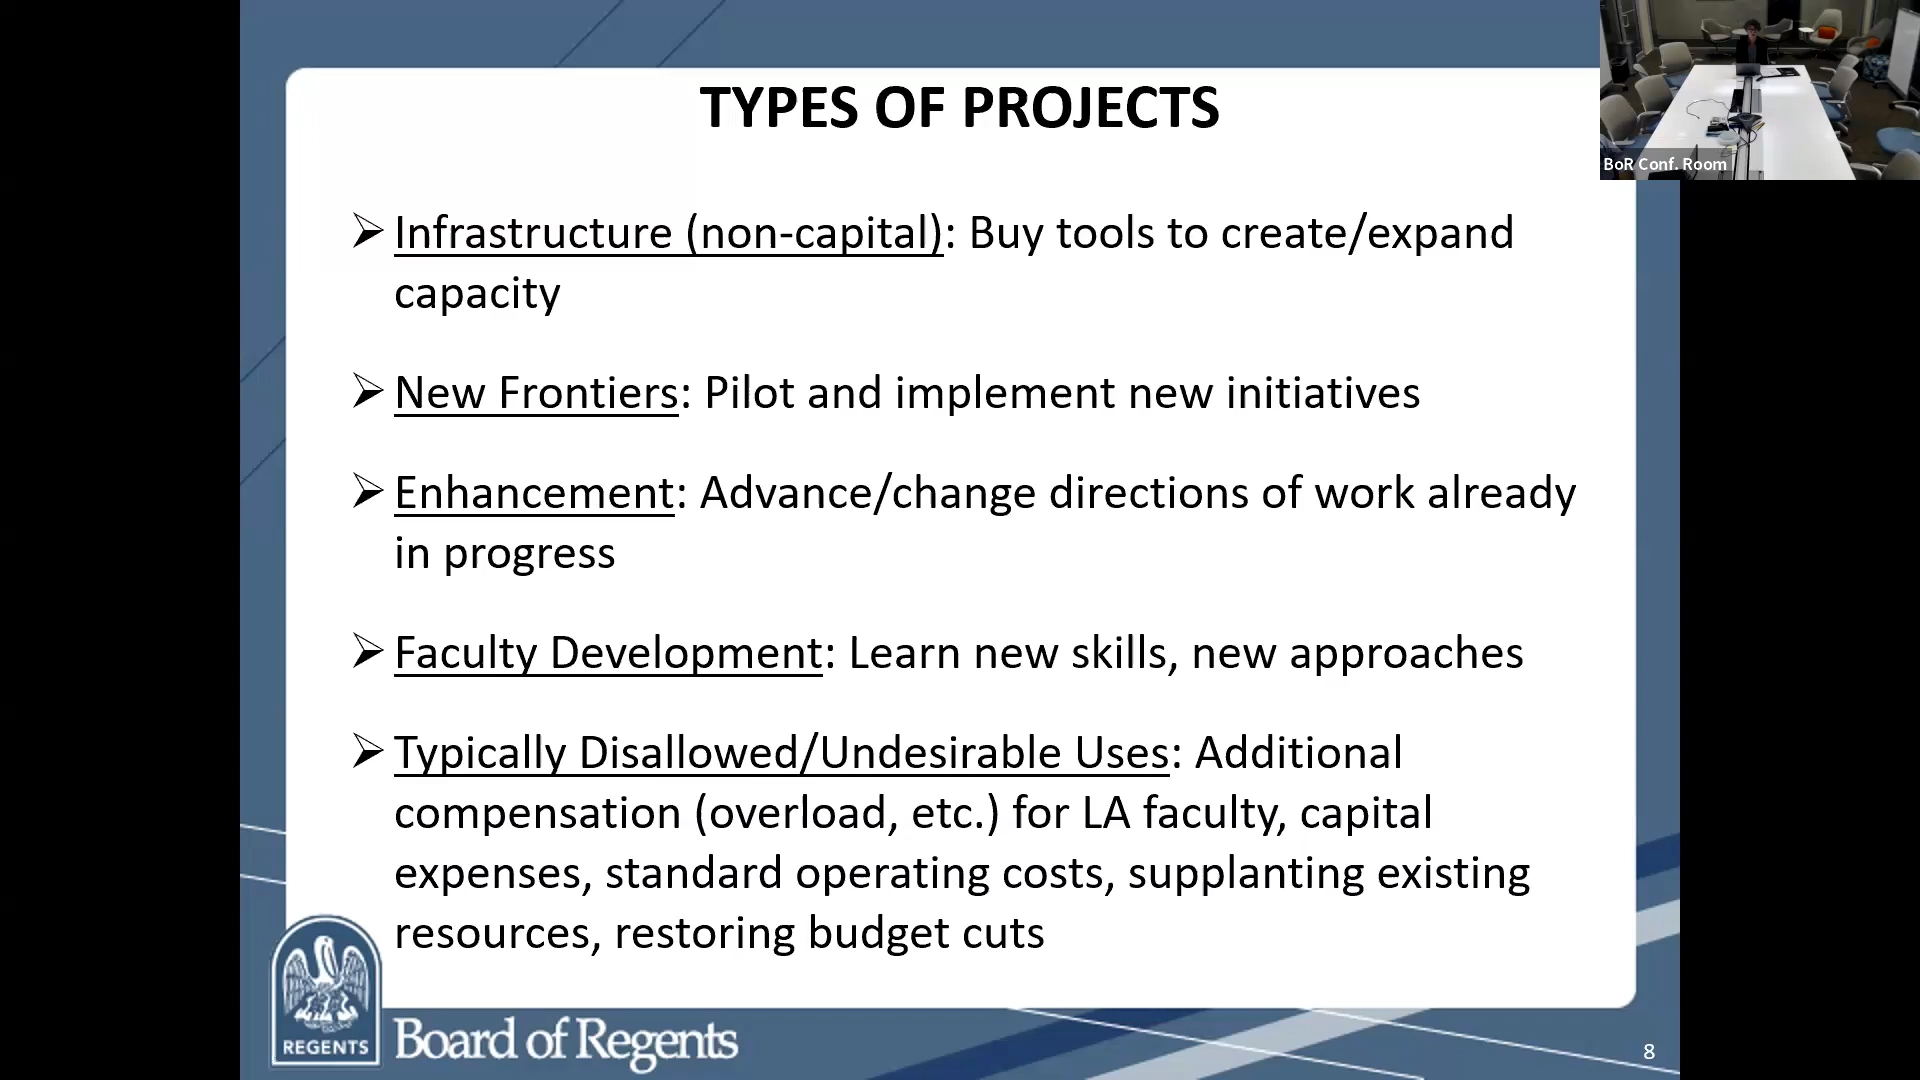 TYPES OF PROJECTS
BoR Conf. Room
➢ Infrastructure (non-capital): Buy tools to create/expand
capacity
➢ New Frontiers: Pilot and implement new initiatives
➢ Enhancement: Advance/change directions of work already
in progress
➢ Faculty Development: Learn new skills, new approaches
➢ Typically Disallowed/Undesirable Uses: Additional
compensation (overload, etc.) for LA faculty, capital
expenses, standard operating costs, supplanting existing
resources, restoring budget cuts
REGENTS
Board of Regents
8